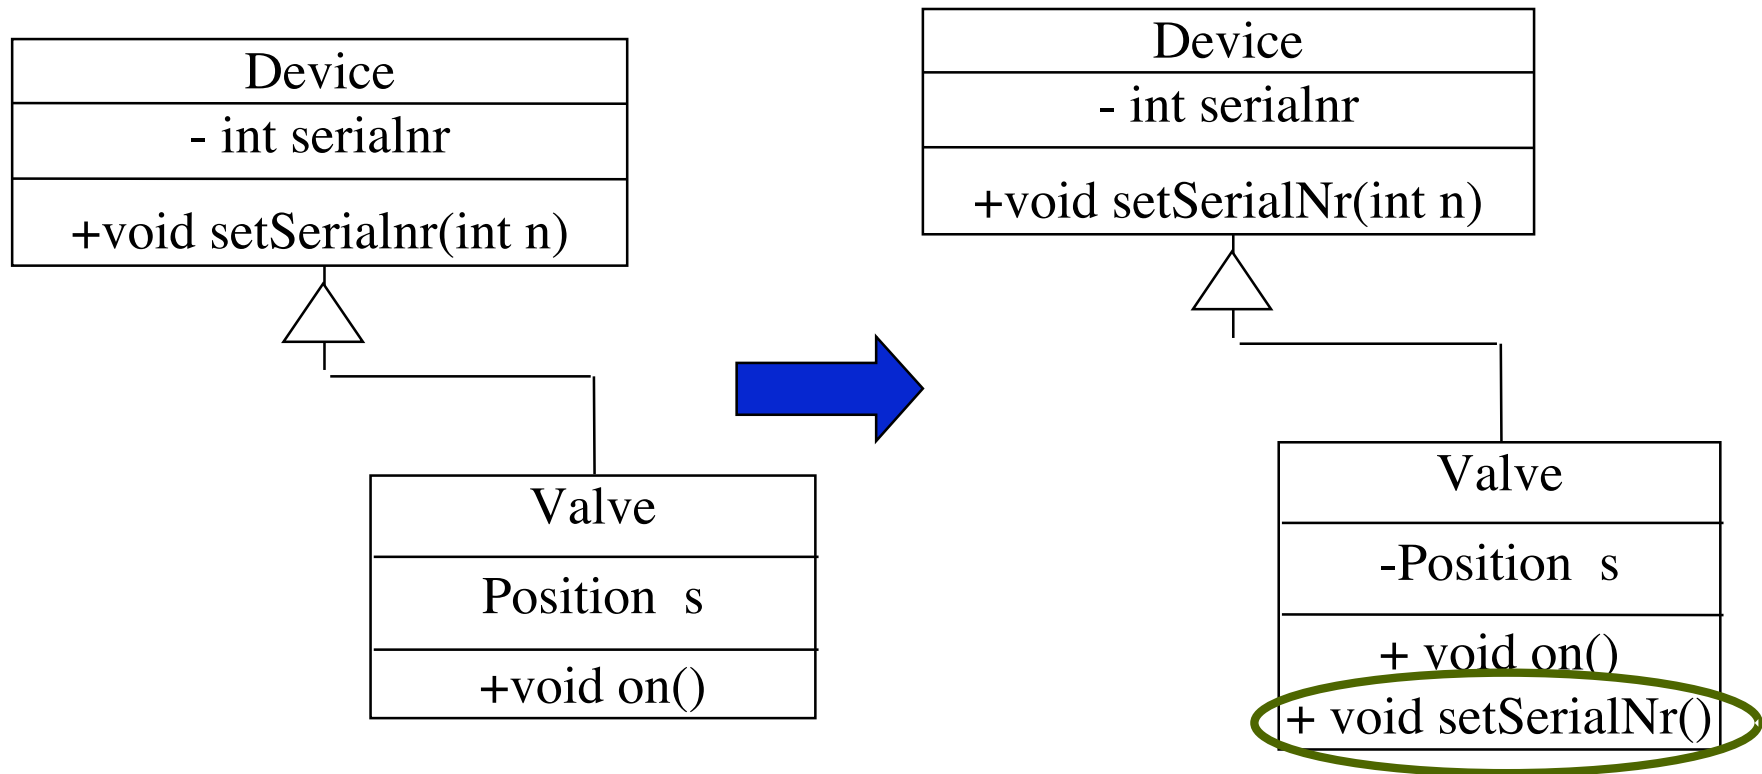 Device
- int serialnr
+void setSerialnr(int n)
Valve
Position s
+void on()
Device
- int serialnr
+void setSerialNr(int n)
Valve
-Position s
+ void on()
+ void setSerialNr()